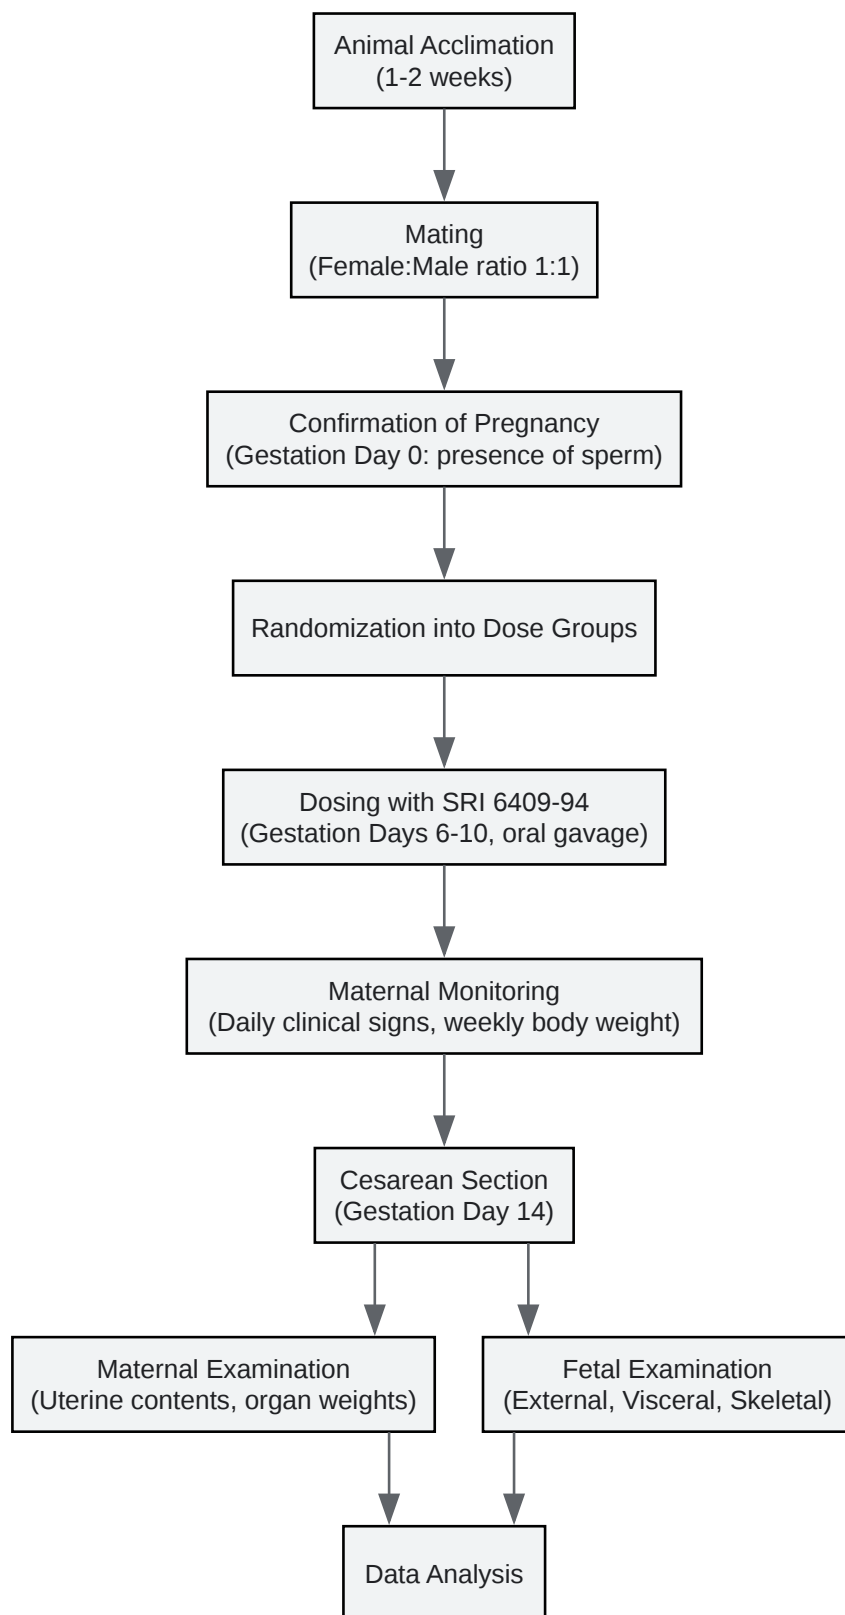 Animal Acclimation
(1-2 weeks)
Mating
(Female:Male ratio 1:1)
Confirmation of Pregnancy
(Gestation Day 0: presence of sperm)
Randomization into Dose Groups
Dosing with SRI 6409-94
(Gestation Days 6-10, oral gavage)
Maternal Monitoring
(Daily clinical signs, weekly body weight)
Cesarean Section
(Gestation Day 14)
Maternal Examination
(Uterine contents, organ weights)
Fetal Examination
(External, Visceral, Skeletal)
Data Analysis